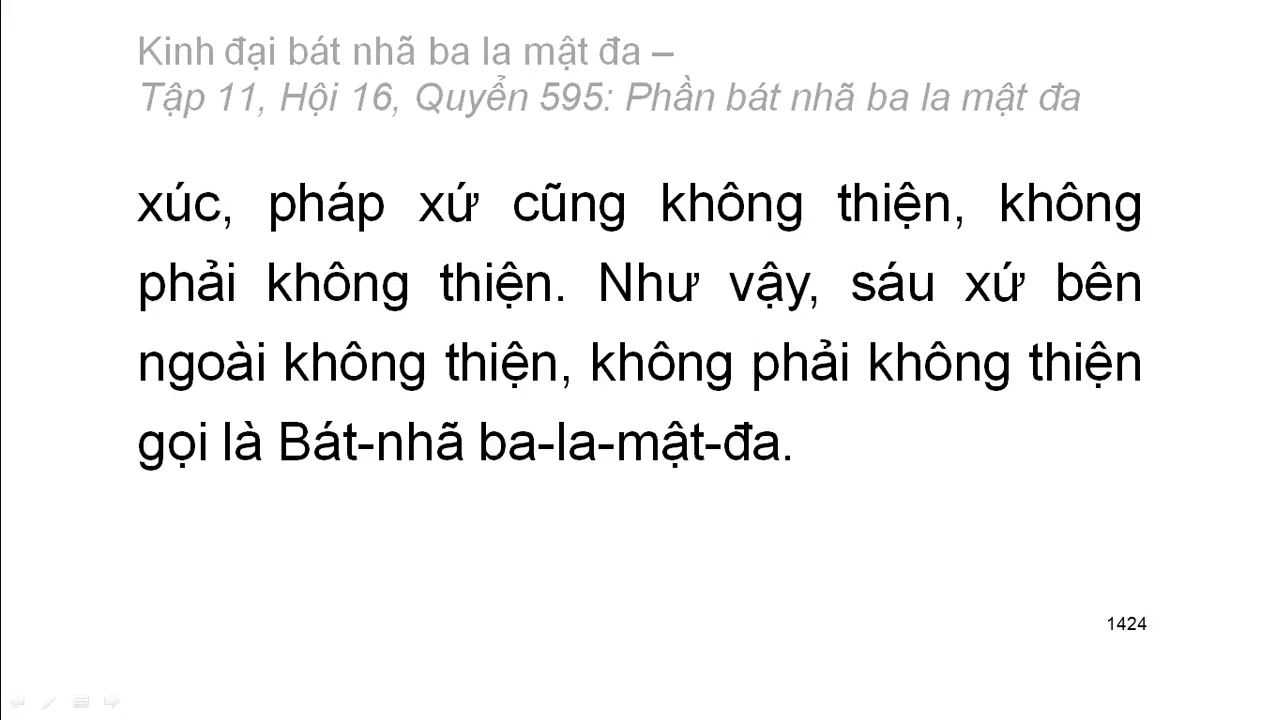 Kinh đại bát nhã ba la mật đa –
Tập 11, Hội 16, Quyển 595: Phần bát nhã ba la mật đa
xúc, pháp xứ cũng không thiện, không
phải không thiện. Như vậy, sáu xứ bên
ngoài không thiện, không phải không thiện
gọi là Bát-nhã ba-la-mật-đa.
1424